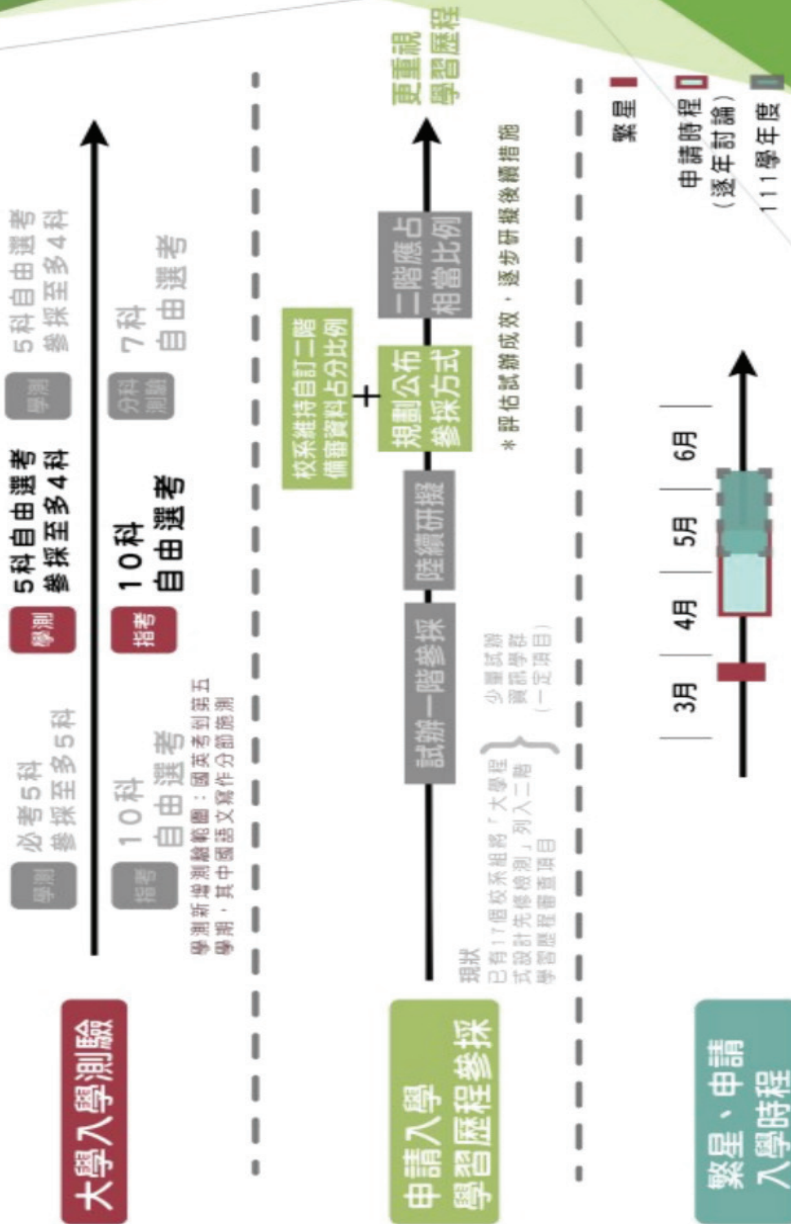 大學入學測驗
學測
必考5科
參採至多5科
指考
10科
自由選考
學測新增測驗範圍：國英考到第五
學期，其中國語文寫作分節施測
學測
5科自由選考
參採至多4科
指考
10科
自由選考
學測
5科自由選考
參採至多4科
分科
測驗
7科
自由選考
申請入學
學習歷程參採
現狀
已有17個校系組將「大學程
式設計先修檢測」列入二階
學習歷程審查項目
少量試辦
資訊學群
(一定項目)
試辦一階參採
陸續研擬
校系維持自訂二階
備審資料占分比例
+
規劃公布
參採方式
二階應占
相當比例
更重視
學習歷程
*評估試辦成效，逐步研擬後續措施
繁星、申請
入學時程
3月
4月
5月
6月
繁星
申請時程
(逐年討論)
111學年度